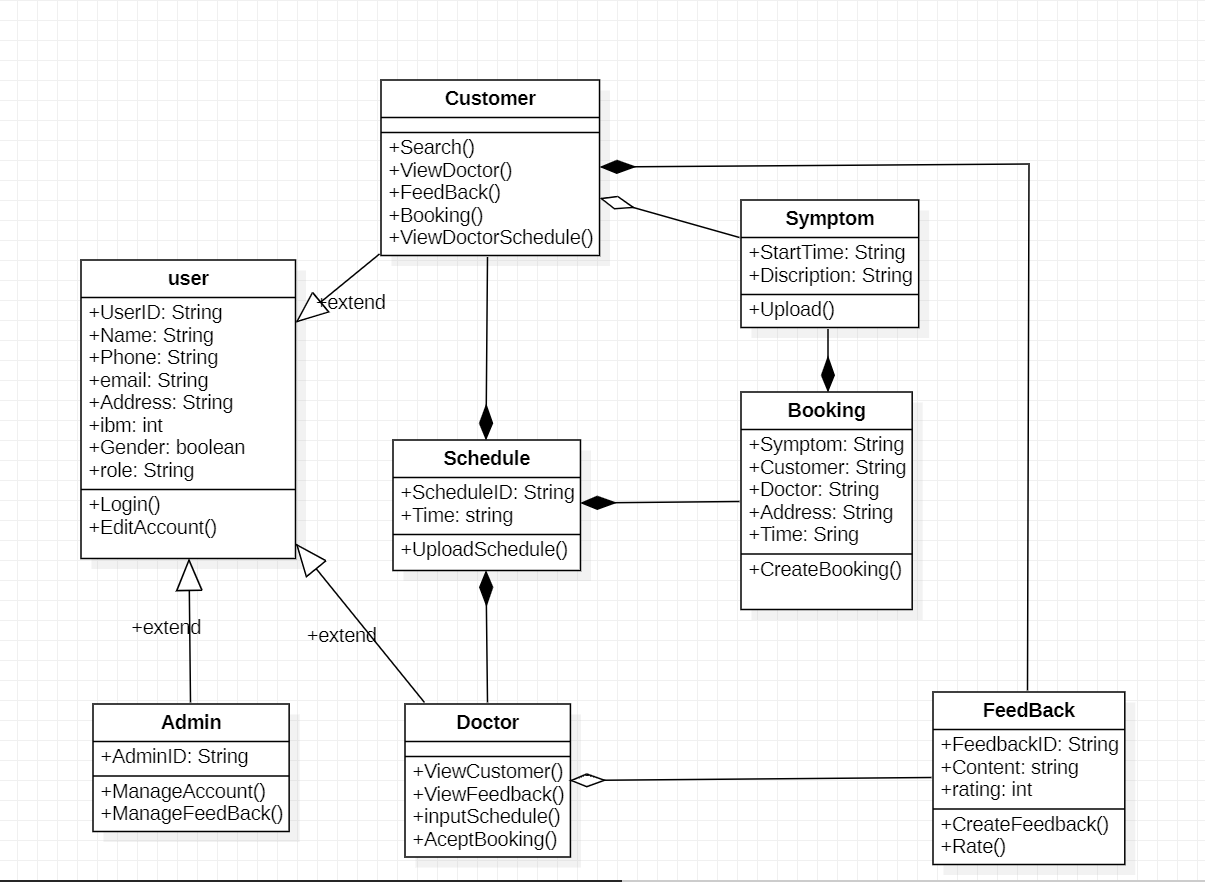 Customer
+Search()
+ViewDoctor()
+FeedBack()
+Booking()
+ViewDoctorSchedule()
Symptom
+StartTime: String
+Discription: String
+Upload()
user
+UserID: String
+Name: String
+Phone: String
+email: String
+Address: String
+ibm: int
+Gender: boolean
+role: String
+Login()
+EditAccount()
+extend
Schedule
+ScheduleID: String
+Time: string
+UploadSchedule()
Booking
+Symptom: String
+Customer: String
+Doctor: String
+Address: String
+Time: Sring
+CreateBooking()
+extend
+extend
Admin
+AdminID: String
+ManageAccount()
+ManageFeedBack()
Doctor
+ViewCustomer()
+ViewFeedback()
+inputSchedule()
+AceptBooking()
FeedBack
+FeedbackID: String
+Content: string
+rating: int
+CreateFeedback()
+Rate()